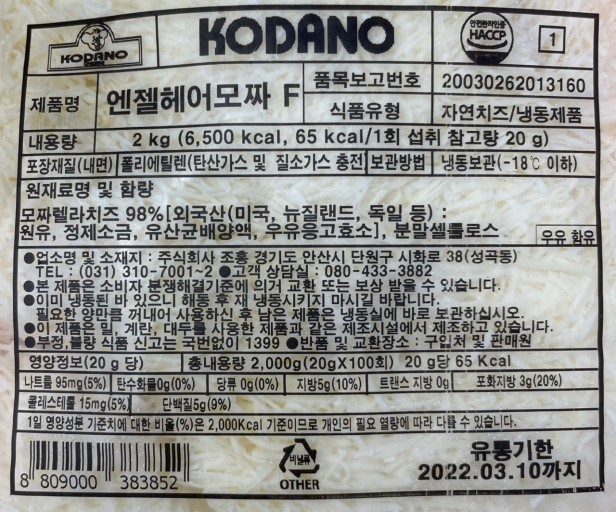 KODANO
KODANO
안전관리인증
HACCP
1
제품명
엔젤헤어모짜 F
품목보고번호
20030262013160
식품유형
자연치즈/냉동제품
내용량
2 kg (6,500 kcal, 65 kcal/1회 섭취 참고량 20 g)
포장재질(내면)
폴리에틸렌(탄산가스 및 질소가스 충전)
보관방법
냉동보관(-18℃ 이하)
원재료명 및 함량
모짜렐라치즈 98%[외국산(미국, 뉴질랜드, 독일 등) :
원유, 정제소금, 유산균배양액, 우유응고효소], 분말셀룰로스
우유 함유
●업소명 및 소재지 : 주식회사 조흥 경기도 안산시 단원구 시화로 38(성곡동)
TEL : (031) 310-7001~2 ●고객 상담실 : 080-433-3882
●본 제품은 소비자 분쟁해결기준에 의거 교환 또는 보상 받을 수 있습니다.
●이미 냉동된 바 있으니 해동 후 재 냉동시키지 마시길 바랍니다.
필요한 양만큼 꺼내어 사용하신 후 남은 제품은 냉동실에 바로 보관하십시오.
●이 제품은 밀, 계란, 대두를 사용한 제품과 같은 제조시설에서 제조하고 있습니다.
●부정,불량 식품 신고는 국번없이 1399 ●반품 및 교환장소 : 구입처 및 판매원
영양정보(20 g 당)
총내용량 2,000g(20gX100회) 20 g당 65 Kcal
나트륨 95mg(5%)
탄수화물0g(0%)
당류 0g(0%)
지방5g(10%)
트랜스 지방 0g
포화지방 3g(20%)
콜레스테롤 15mg(5%)
단백질5g(9%)
1일 영양성분 기준치에 대한 비율(%)은 2,000Kcal 기준이므로 개인의 필요 열량에 따라 다를 수 있습니다.
8 809000 383852
비닐류
OTHER
유통기한
2022.03.10까지